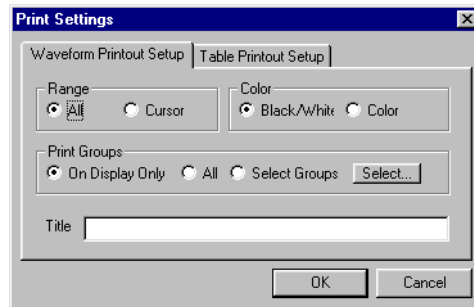 Print Settings
Waveform Printout Setup Table Printout Setup
Range Color
All Cursor Black/White Color
Print Groups
On Display Only All Select Groups Select...
Title
OK Cancel